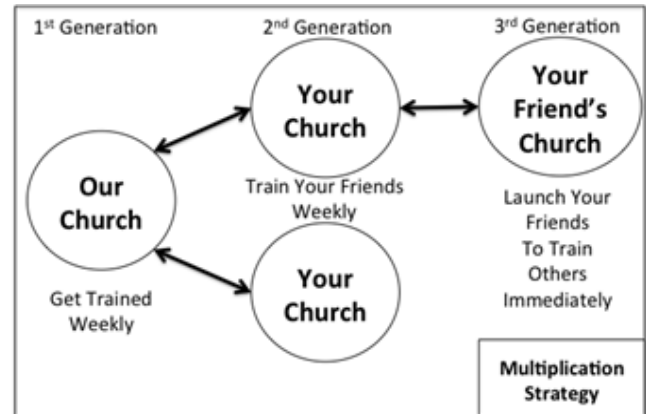 1st Generation
2nd Generation
3rd Generation
Our
Church
Get Trained
Weekly
Your
Church
Train Your Friends
Weekly
Your
Church
Your
Friend's
Church
Launch Your
Friends
To Train
Others
Immediately
Multiplication
Strategy